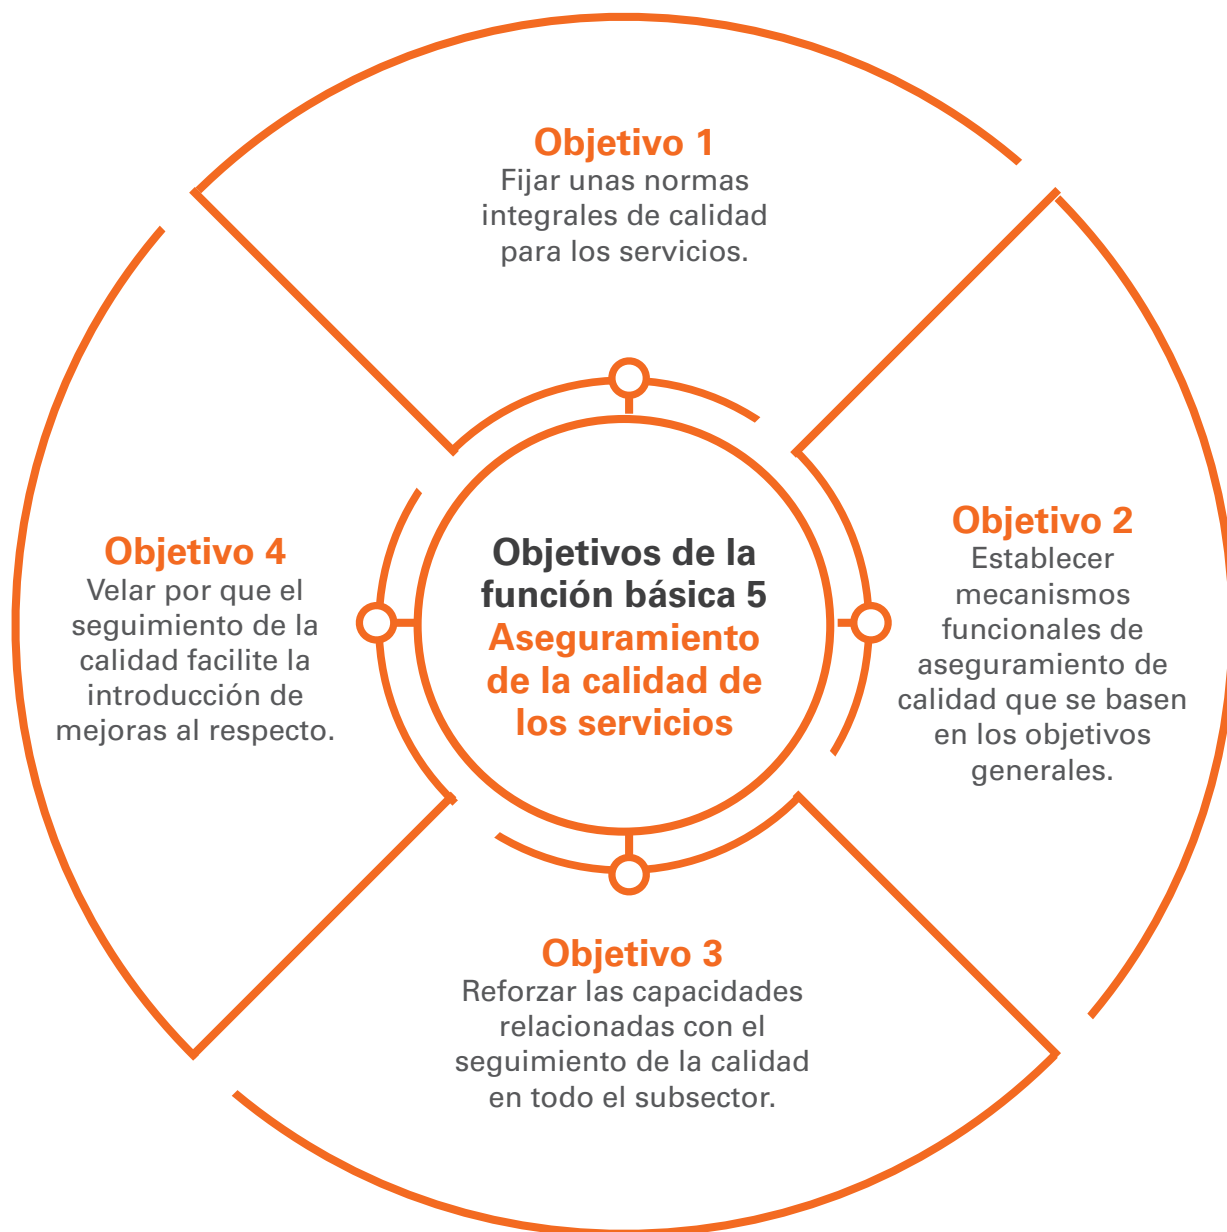 Objetivo 1
Fijar unas normas
integrales de calidad
para los servicios.
Objetivos de la
función básica 5
Aseguramiento
de la calidad de
los servicios
Objetivo 2
Establecer
mecanismos
funcionales de
aseguramiento de
calidad que se basen
en los objetivos
generales.
Objetivo 3
Reforzar las capacidades
relacionadas con el
seguimiento de la calidad
en todo el subsector.
Objetivo 4
Velar por que el
seguimiento de la
calidad facilite la
introducción de
mejoras al respecto.